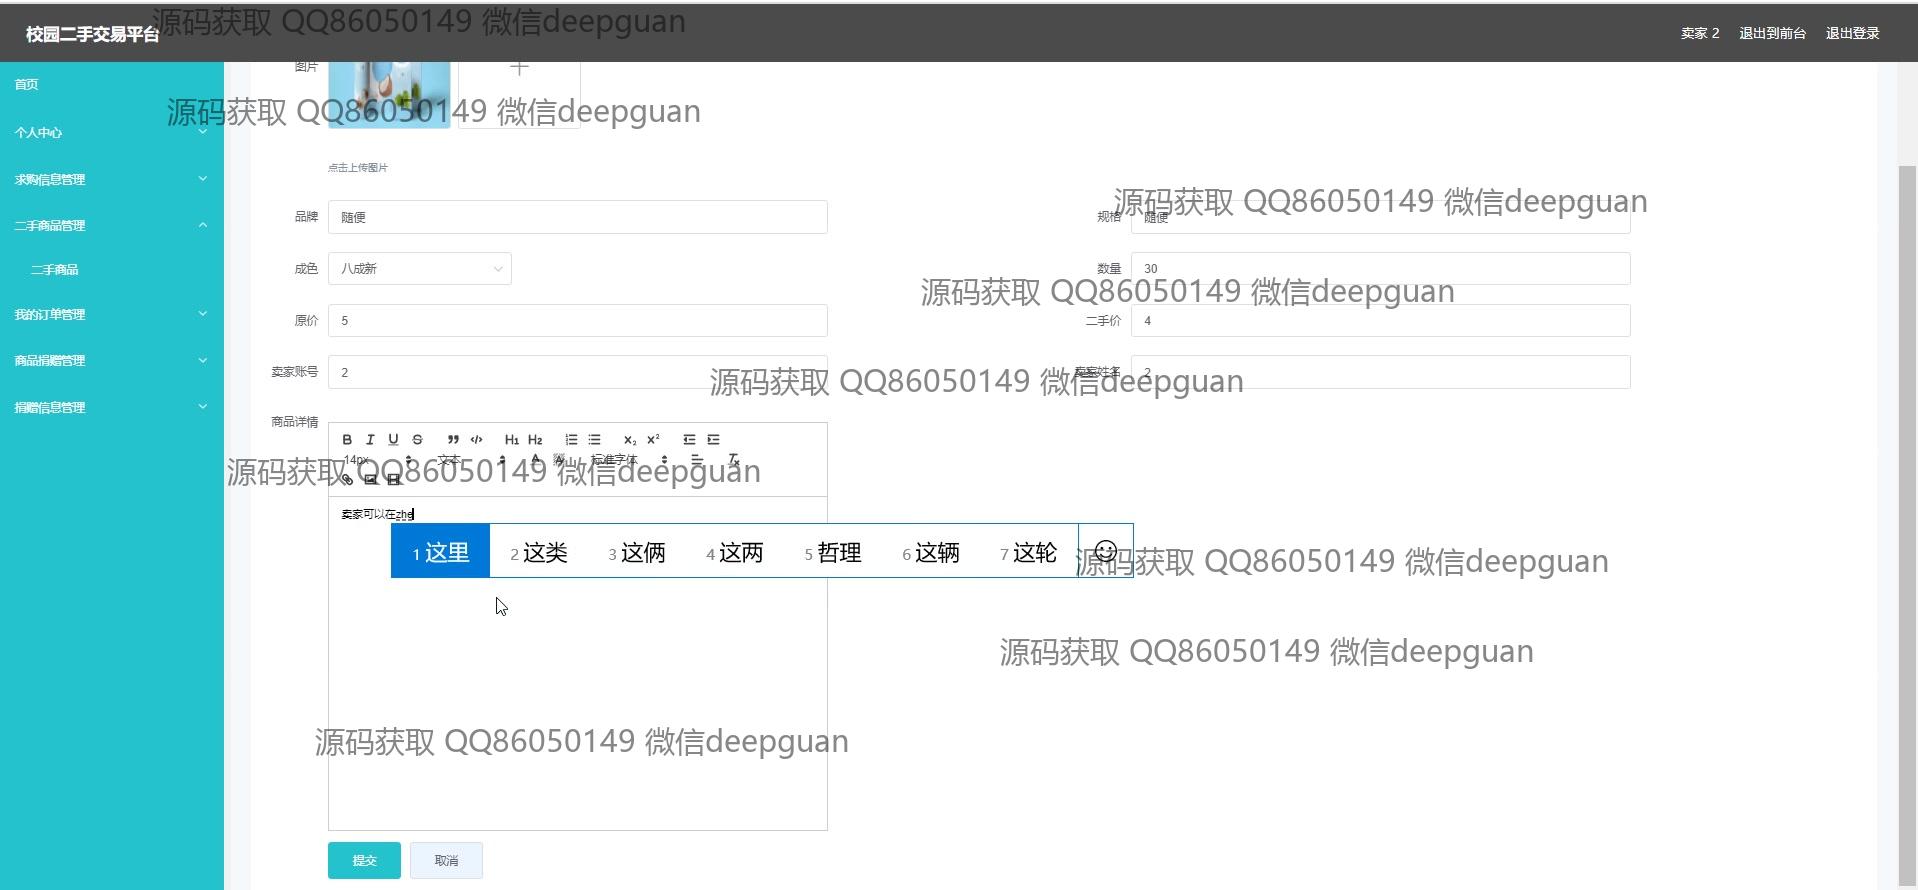 源码获取 QQ86050149 微信deepguan
校园二手交易平台
卖家 2 退出到前台 退出登录
首页
图片
源码获取 QQ86050149 微信deepguan
个人中心
点击上传图片
求购信息管理
源码获取 QQ86050149 微信deepguan
品牌 随便 规格 随便
二手商品管理
二手商品
成色 八成新 数量 30
源码获取 QQ86050149 微信deepguan
我的订单管理
原价 5 二手价 4
商品捐赠管理
卖家账号 2 卖家姓名 2
源码获取 QQ86050149 微信deepguan
捐赠信息管理
商品详情
B I U S H1 H2 x₂ x²
14px 文本 A 标准字体
源码获取 QQ86050149 微信deepguan
卖家可以在zhe
1 这里 2 这类 3 这俩 4 这两 5 哲理 6 这辆 7 这轮
源码获取 QQ86050149 微信deepguan
源码获取 QQ86050149 微信deepguan
源码获取 QQ86050149 微信deepguan
提交 取消